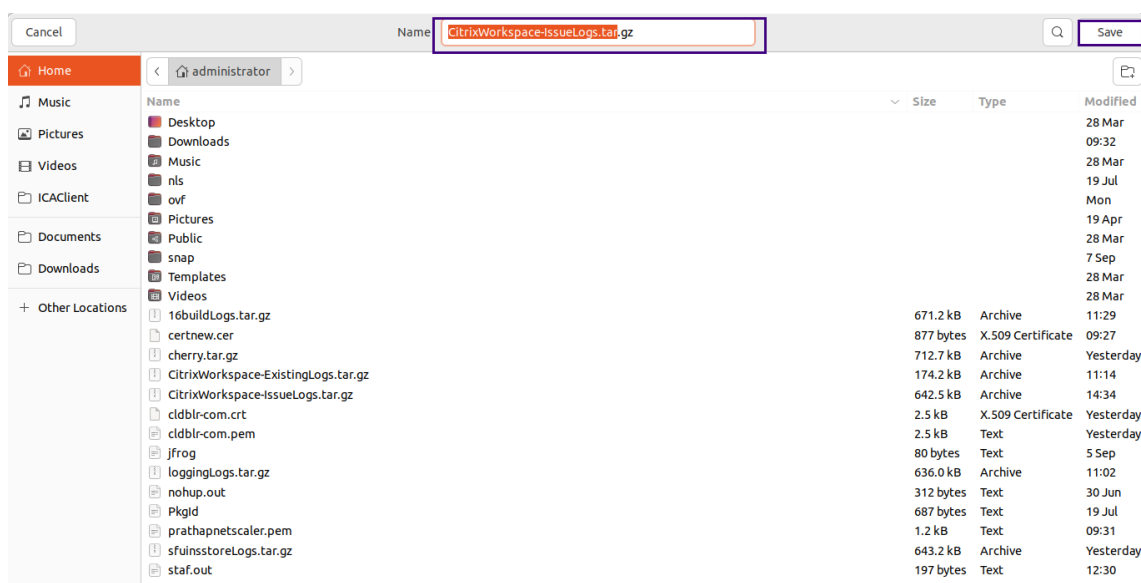 Cancel Name CitrixWorkspace-IssueLogs.tar.gz Save
Home administrator
Music
Pictures
Videos
ICAClient
Documents
Downloads
+ Other Locations
Name Size Type Modified
Desktop 28 Mar
Downloads 09:32
Music 28 Mar
nls 19 Jul
ovf Mon
Pictures 19 Apr
Public 28 Mar
snap 7 Sep
Templates 28 Mar
Videos 28 Mar
16buildLogs.tar.gz 671.2 kB Archive 11:29
certnew.cer 877 bytes X.509 Certificate 09:27
cherry.tar.gz 712.7 kB Archive Yesterday
CitrixWorkspace-ExistingLogs.tar.gz 174.2 kB Archive 11:14
CitrixWorkspace-IssueLogs.tar.gz 642.5 kB Archive 14:34
cldblr-com.crt 2.5 kB X.509 Certificate Yesterday
cldblr-com.pem 2.5 kB Text Yesterday
jfrog 80 bytes Text 5 Sep
loggingLogs.tar.gz 636.0 kB Archive 11:02
nohup.out 312 bytes Text 30 Jun
PkgId 687 bytes Text 19 Jul
prathapnetscaler.pem 1.2 kB Text 09:31
sfuinsstoreLogs.tar.gz 643.2 kB Archive Yesterday
staf.out 197 bytes Text 12:30